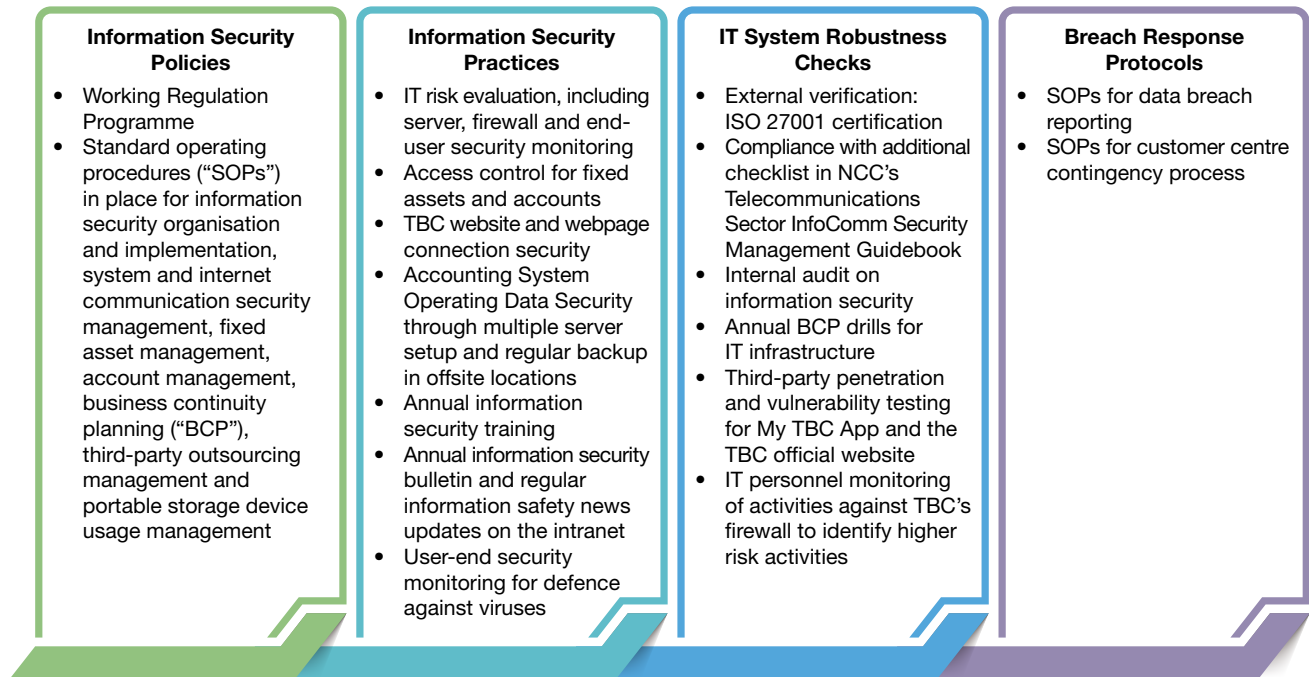 Information Security
Policies
• Working Regulation
Programme
• Standard operating
procedures (“SOPs”)
in place for information
security organisation
and implementation,
system and internet
communication security
management, fixed
asset management,
account management,
business continuity
planning (“BCP”),
third-party outsourcing
management and
portable storage device
usage management
Information Security
Practices
• IT risk evaluation, including
server, firewall and end-
user security monitoring
• Access control for fixed
assets and accounts
• TBC website and webpage
connection security
• Accounting System
Operating Data Security
through multiple server
setup and regular backup
in offsite locations
• Annual information
security training
• Annual information security
bulletin and regular
information safety news
updates on the intranet
• User-end security
monitoring for defence
against viruses
IT System Robustness
Checks
• External verification:
ISO 27001 certification
• Compliance with additional
checklist in NCC’s
Telecommunications
Sector InfoComm Security
Management Guidebook
• Internal audit on
information security
• Annual BCP drills for
IT infrastructure
• Third-party penetration
and vulnerability testing
for My TBC App and the
TBC official website
• IT personnel monitoring
of activities against TBC’s
firewall to identify higher
risk activities
Breach Response
Protocols
• SOPs for data breach
reporting
• SOPs for customer centre
contingency process